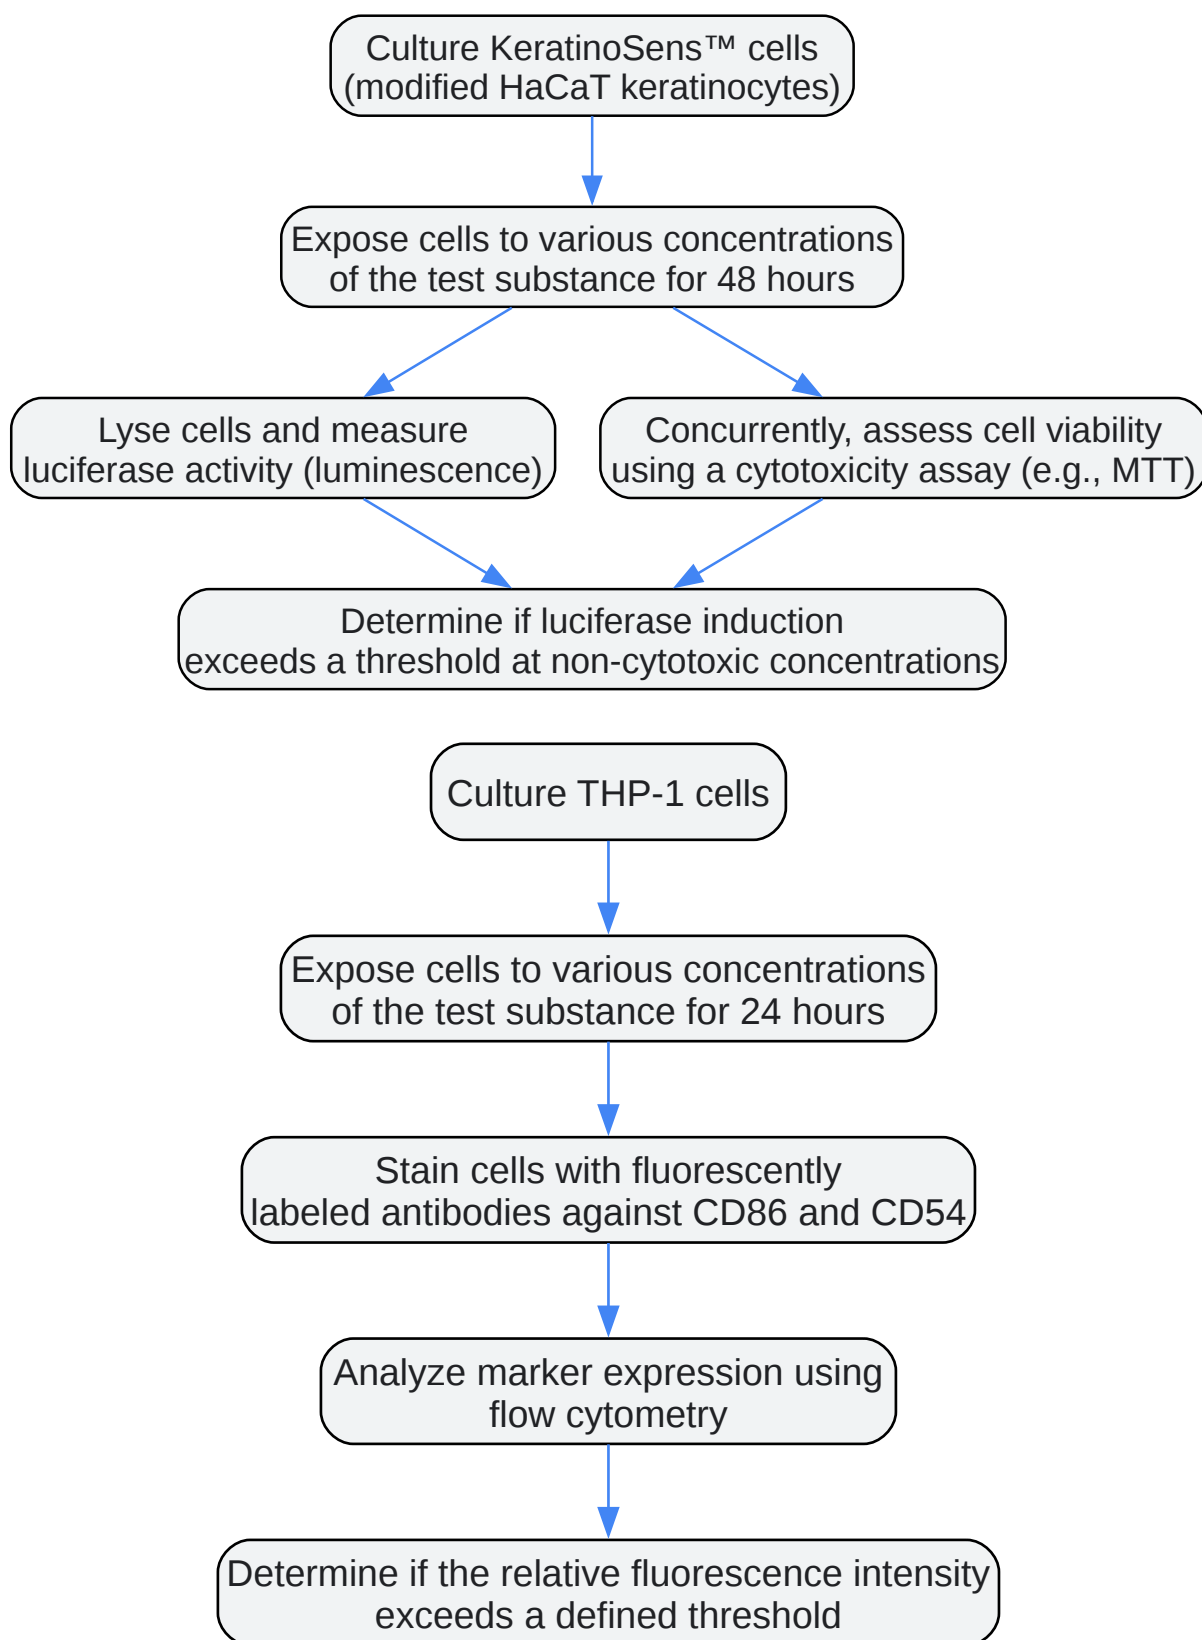 Culture KeratinoSens™ cells
(modified HaCaT keratinocytes)
Expose cells to various concentrations
of the test substance for 48 hours
Lyse cells and measure
luciferase activity (luminescence)
Concurrently, assess cell viability
using a cytotoxicity assay (e.g., MTT)
Determine if luciferase induction
exceeds a threshold at non-cytotoxic concentrations
Culture THP-1 cells
Expose cells to various concentrations
of the test substance for 24 hours
Stain cells with fluorescently
labeled antibodies against CD86 and CD54
Analyze marker expression using
flow cytometry
Determine if the relative fluorescence intensity
exceeds a defined threshold